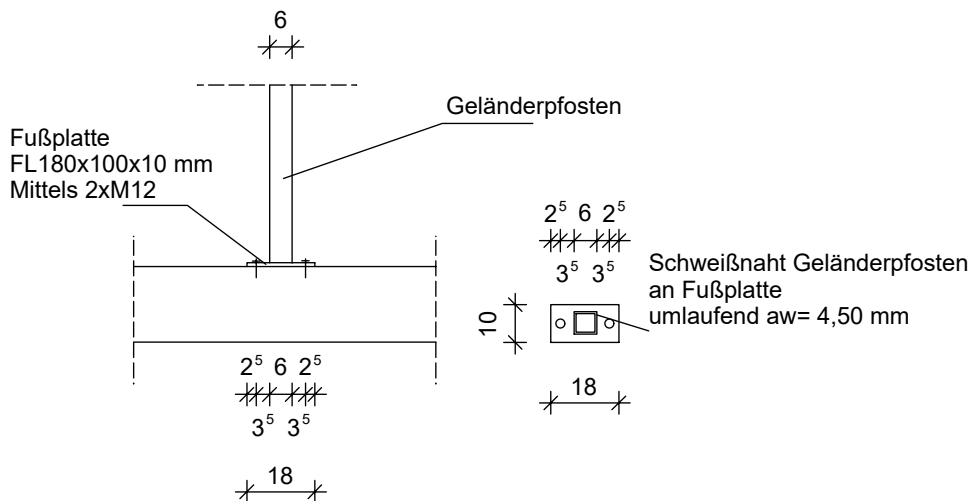 6
Geländerpfosten
Fußplatte
FL180x100x10 mm
Mittels 2xM12
2⁵ 6 2⁵
3⁵ 3⁵
Schweißnaht Geländerpfosten
an Fußplatte
umlaufend aw= 4,50 mm
10
18
2⁵ 6 2⁵
3⁵ 3⁵
18